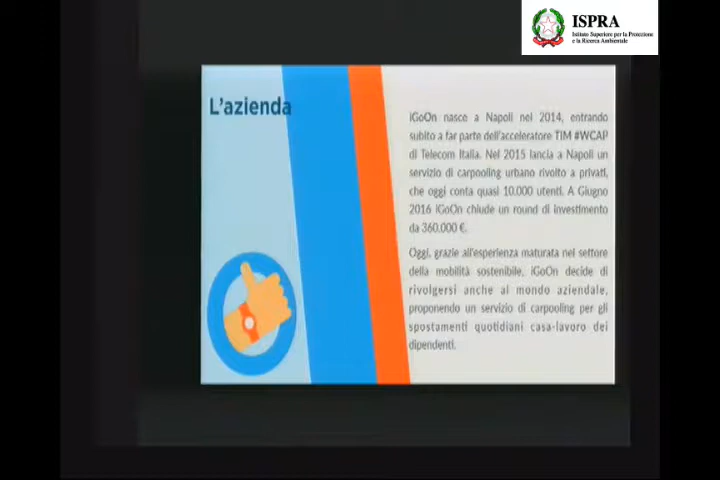 ISPRA
Istituto Superiore per la Protezione
e la Ricerca Ambientale
L'azienda
iGoOn nasce a Napoli nel 2014, entrando
subito a far parte dell'acceleratore TIM #WCAP
di Telecom Italia. Nel 2015 lancia a Napoli un
servizio di carpooling urbano rivolto a privati,
che oggi conta quasi 10.000 utenti. A Giugno
2016 iGoOn chiude un round di investimento
da 360.000 €.
Oggi, grazie all'esperienza maturata nel settore
della mobilità sostenibile, iGoOn decide di
rivolgersi anche al mondo aziendale,
proponendo un servizio di carpooling per gli
spostamenti quotidiani casa-lavoro dei
dipendenti.